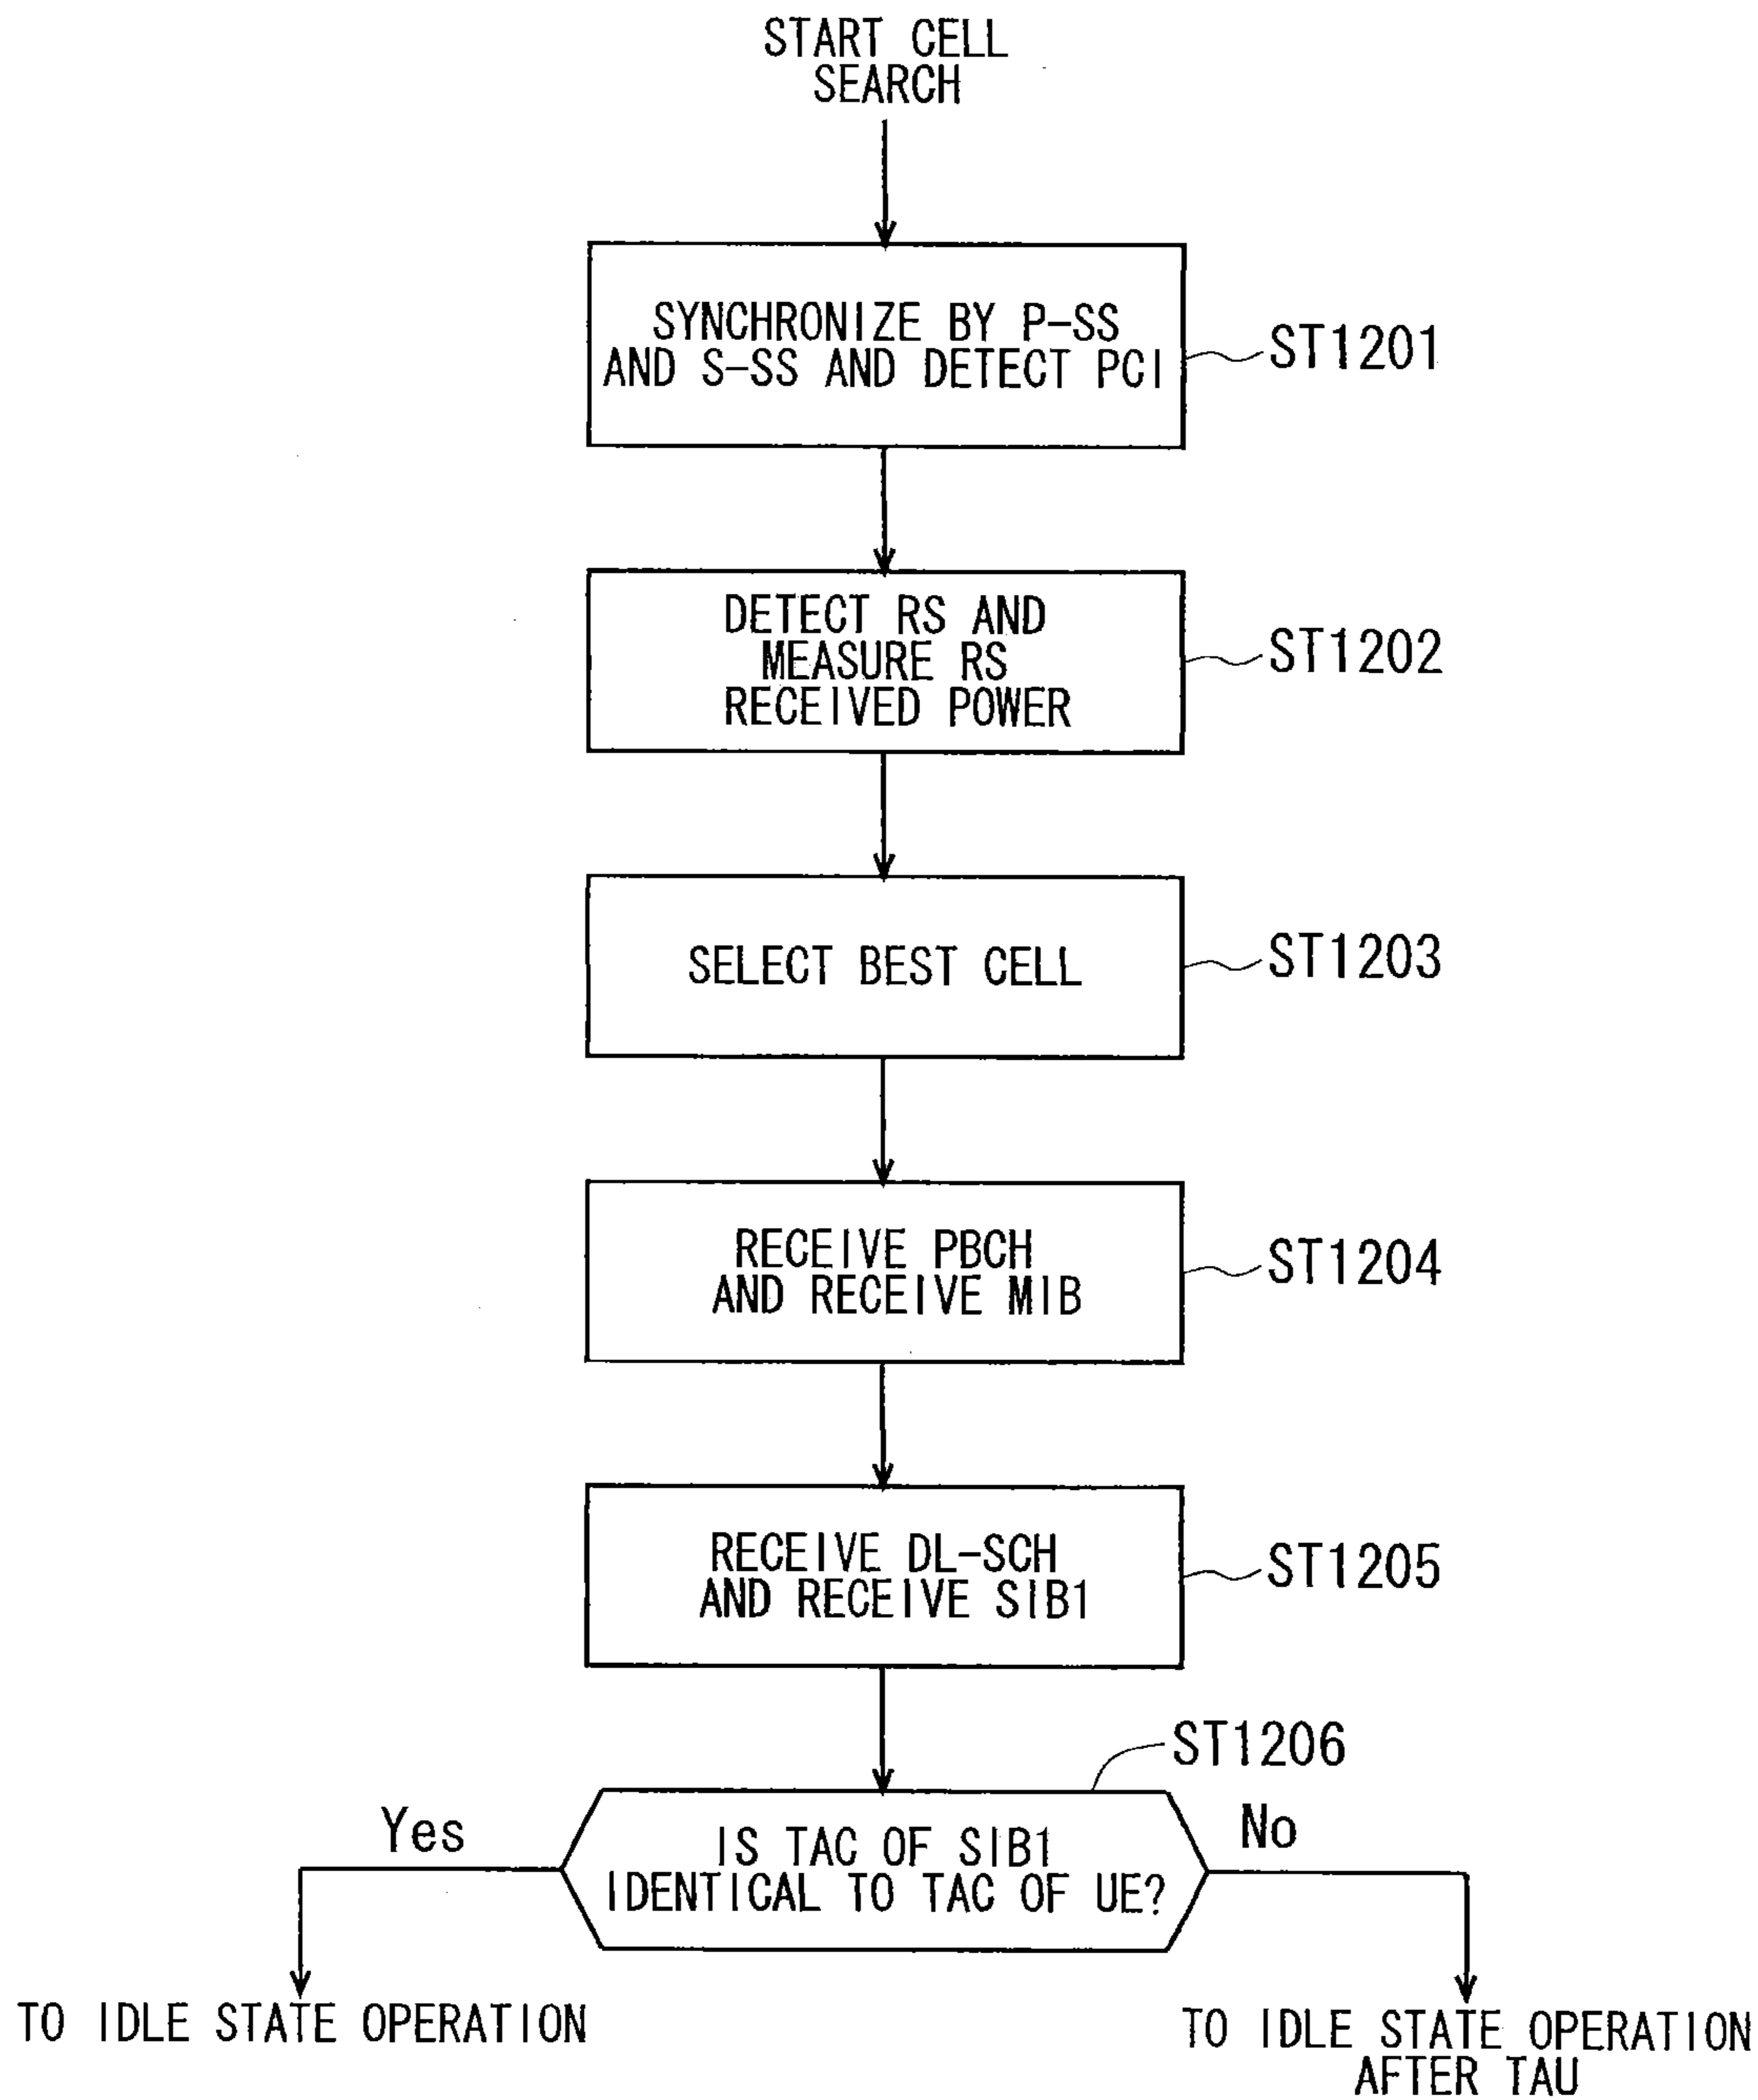 START CELL
SEARCH
SYNCHRONIZE BY P-SS
AND S-SS AND DETECT PCI
ST1201
DETECT RS AND
MEASURE RS
RECEIVED POWER
ST1202
SELECT BEST CELL
ST1203
RECEIVE PBCH
AND RECEIVE MIB
ST1204
RECEIVE DL-SCH
AND RECEIVE SIB1
ST1205
ST1206
Yes
IS TAC OF SIB1
IDENTICAL TO TAC OF UE?
No
TO IDLE STATE OPERATION
TO IDLE STATE OPERATION
AFTER TAU